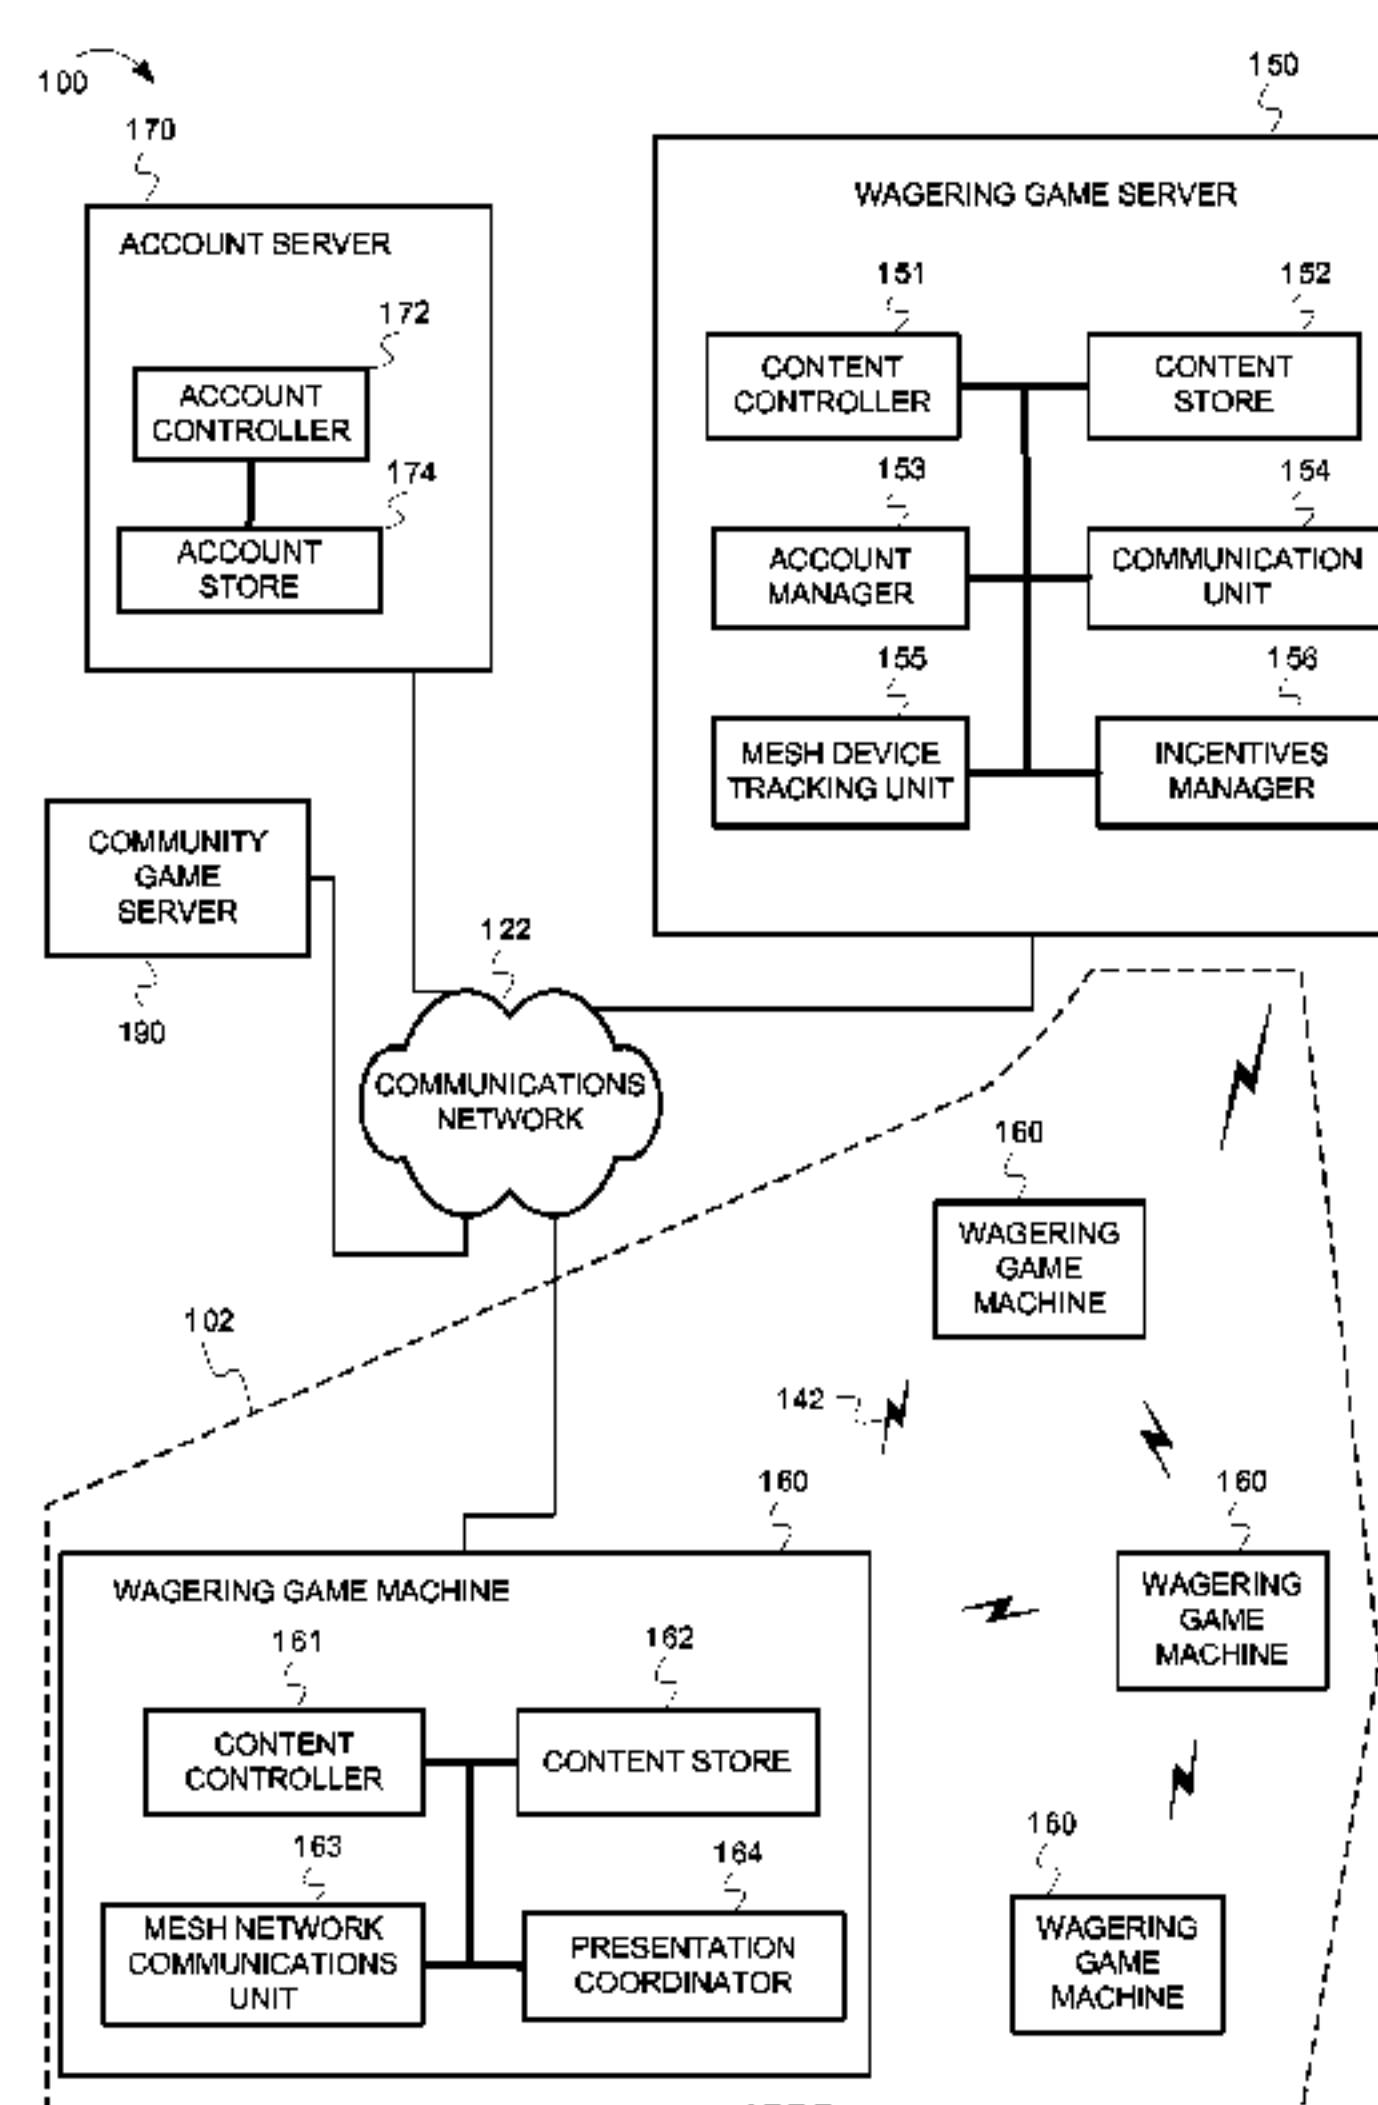 100
170
150
ACCOUNT SERVER
172
ACCOUNT
CONTROLLER
174
ACCOUNT
STORE
WAGERING GAME SERVER
151
152
CONTENT
CONTROLLER
CONTENT
STORE
153
154
ACCOUNT
MANAGER
COMMUNICATION
UNIT
155
156
MESH DEVICE
TRACKING UNIT
INCENTIVES
MANAGER
COMMUNITY
GAME
SERVER
190
122
COMMUNICATIONS
NETWORK
160
WAGERING
GAME
MACHINE
102
142
160
160
WAGERING
GAME
MACHINE
WAGERING GAME MACHINE
161
162
CONTENT
CONTROLLER
CONTENT STORE
163
164
MESH NETWORK
COMMUNICATIONS
UNIT
PRESENTATION
COORDINATOR
160
WAGERING
GAME
MACHINE